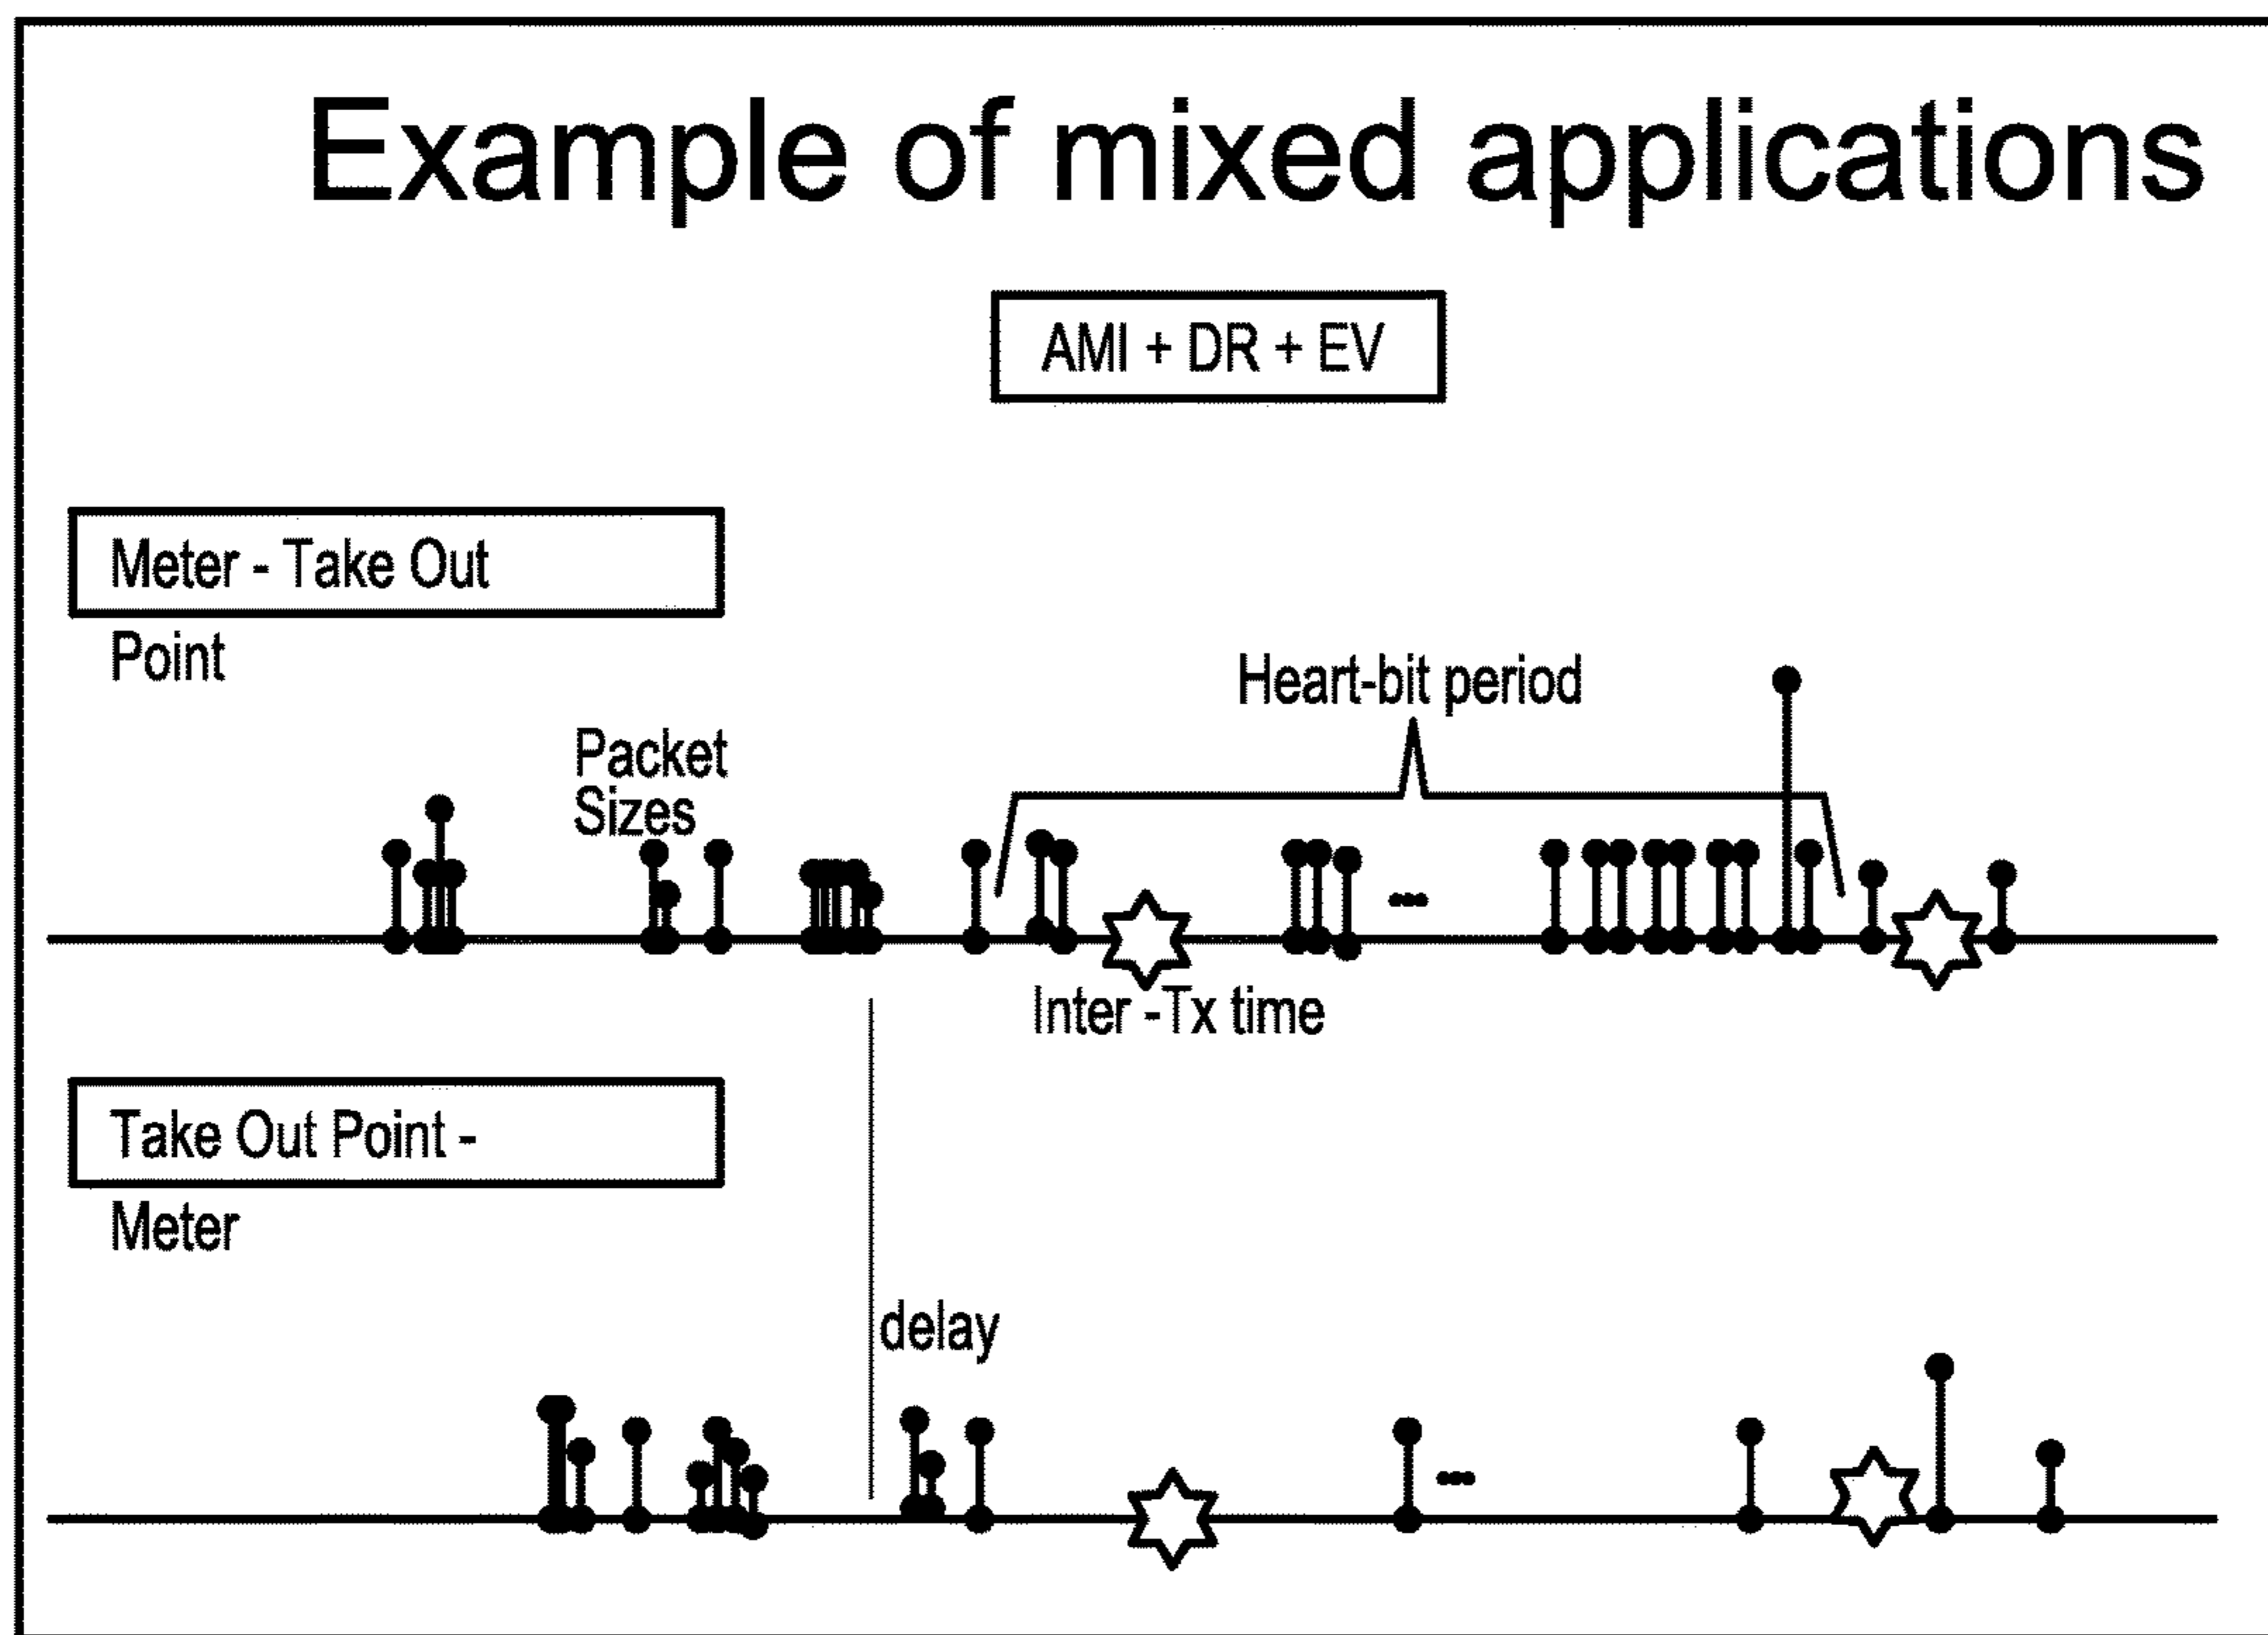 Example of mixed applications
AMI + DR + EV
Meter - Take Out
Point
Heart-bit period
Packet
Sizes
Inter -Tx time
Take Out Point -
Meter
delay